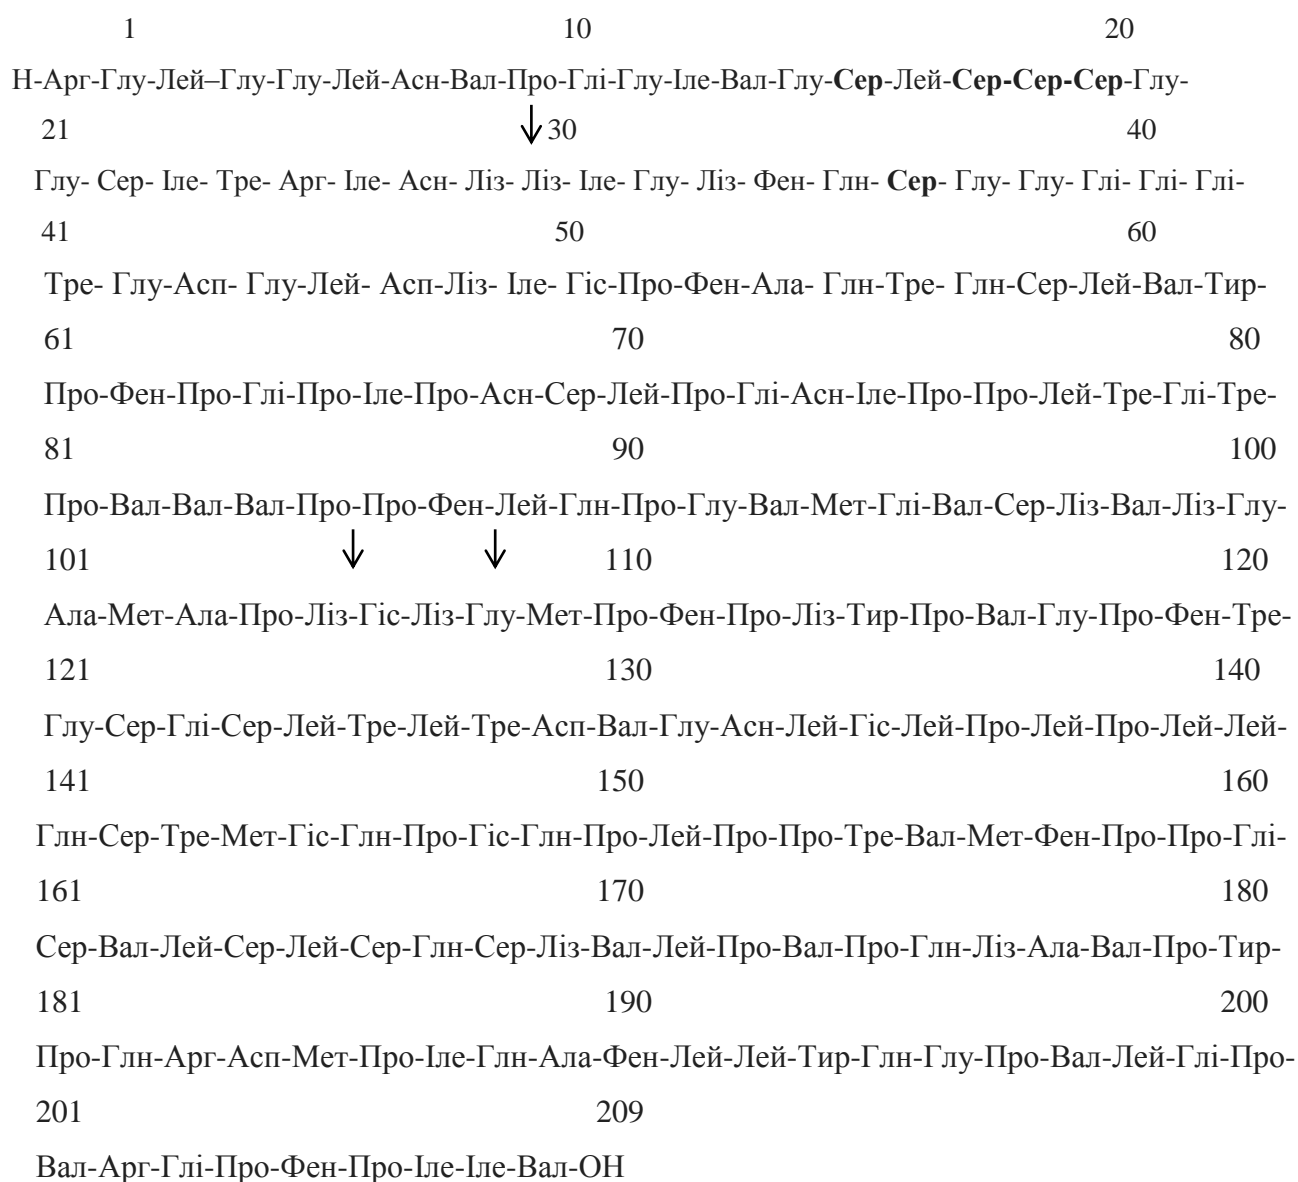 1 10 20
Н-Арг-Глу-Лей–Глу-Глу-Лей-Асн-Вал-Про-Глі-Глу-Іле-Вал-Глу-Сер-Лей-Сер-Сер-Сер-Глу-
21 30 40
Глу- Сер- Іле- Тре- Арг- Іле- Асн- Ліз- Ліз- Іле- Глу- Ліз- Фен- Глн- Сер- Глу- Глу- Глі- Глі- Глі-
41 50 60
Тре- Глу-Асп- Глу-Лей- Асп-Ліз- Іле- Гіс-Про-Фен-Ала- Глн-Тре- Глн-Сер-Лей-Вал-Тир-
61 70 80
Про-Фен-Про-Глі-Про-Іле-Про-Асн-Сер-Лей-Про-Глі-Асн-Іле-Про-Про-Лей-Тре-Глі-Тре-
81 90 100
Про-Вал-Вал-Вал-Про-Про-Фен-Лей-Глн-Про-Глу-Вал-Мет-Глі-Вал-Сер-Ліз-Вал-Ліз-Глу-
101 110 120
Ала-Мет-Ала-Про-Ліз-Гіс-Ліз-Глу-Мет-Про-Фен-Про-Ліз-Тир-Про-Вал-Глу-Про-Фен-Тре-
121 130 140
Глу-Сер-Глі-Сер-Лей-Тре-Лей-Тре-Асп-Вал-Глу-Асн-Лей-Гіс-Лей-Про-Лей-Про-Лей-Лей-
141 150 160
Глн-Сер-Тре-Мет-Гіс-Глн-Про-Гіс-Глн-Про-Лей-Про-Про-Тре-Вал-Мет-Фен-Про-Про-Глі-
161 170 180
Сер-Вал-Лей-Сер-Лей-Сер-Глн-Сер-Ліз-Вал-Лей-Про-Вал-Про-Глн-Ліз-Ала-Вал-Про-Тир-
181 190 200
Про-Глн-Арг-Асп-Мет-Про-Іле-Глн-Ала-Фен-Лей-Лей-Тир-Глн-Глу-Про-Вал-Лей-Глі-Про-
201 209
Вал-Арг-Глі-Про-Фен-Про-Іле-Іле-Вал-ОН